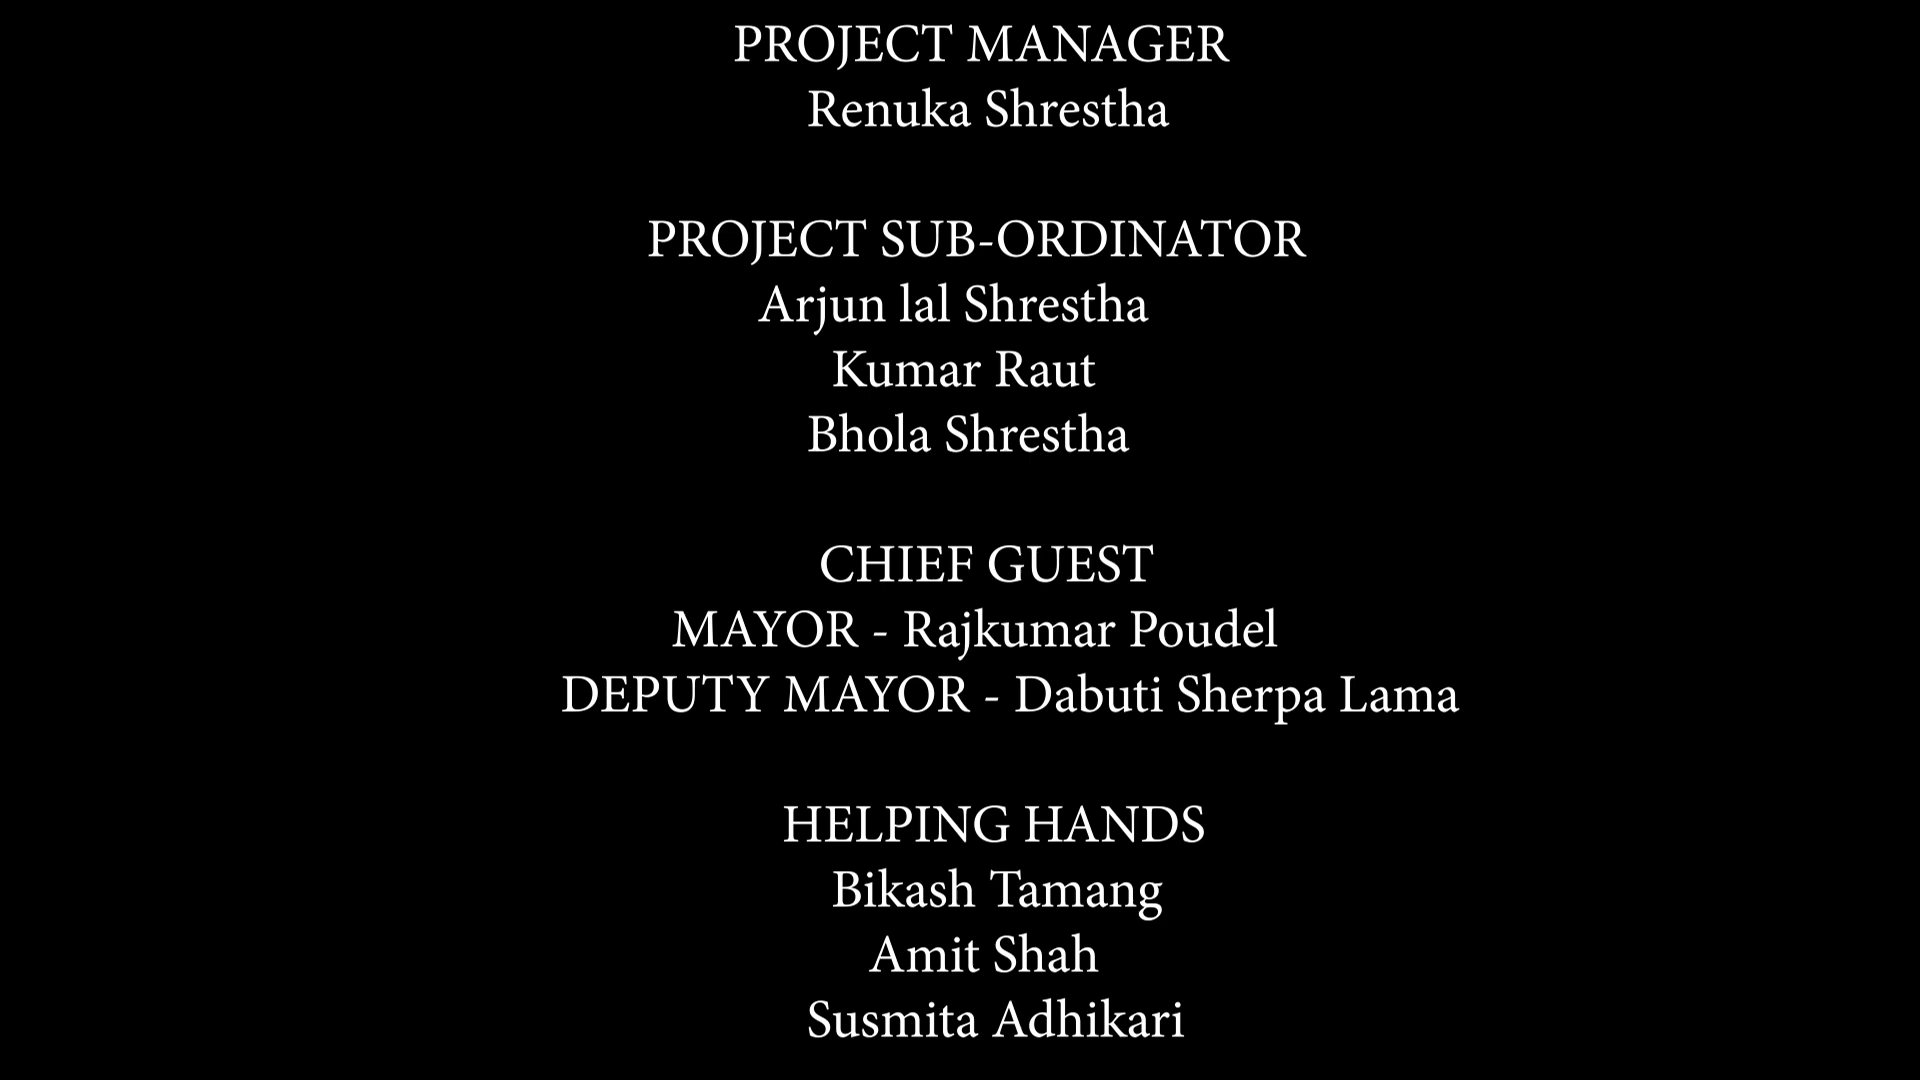 PROJECT MANAGER
Renuka Shrestha
PROJECT SUB-ORDINATOR
Arjun lal Shrestha
Kumar Raut
Bhola Shrestha
CHIEF GUEST
MAYOR - Rajkumar Poudel
DEPUTY MAYOR - Dabuti Sherpa Lama
HELPING HANDS
Bikash Tamang
Amit Shah
Susmita Adhikari